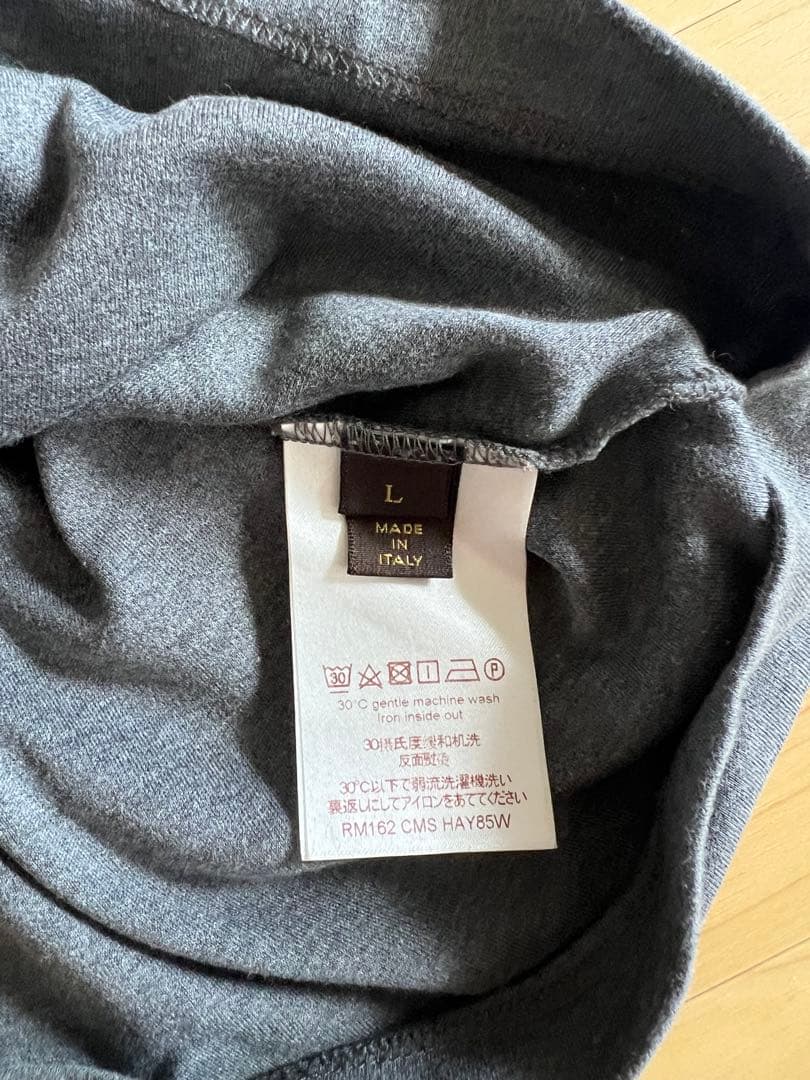 L
MADE
IN
ITALY
30 P
30°C gentle machine wash
Iron inside out
30摄氏度缓和机洗
反面熨烫
30℃以下で弱流洗濯機洗い
裏返しにしてアイロンをあててください
RM162 CMS HAY85W